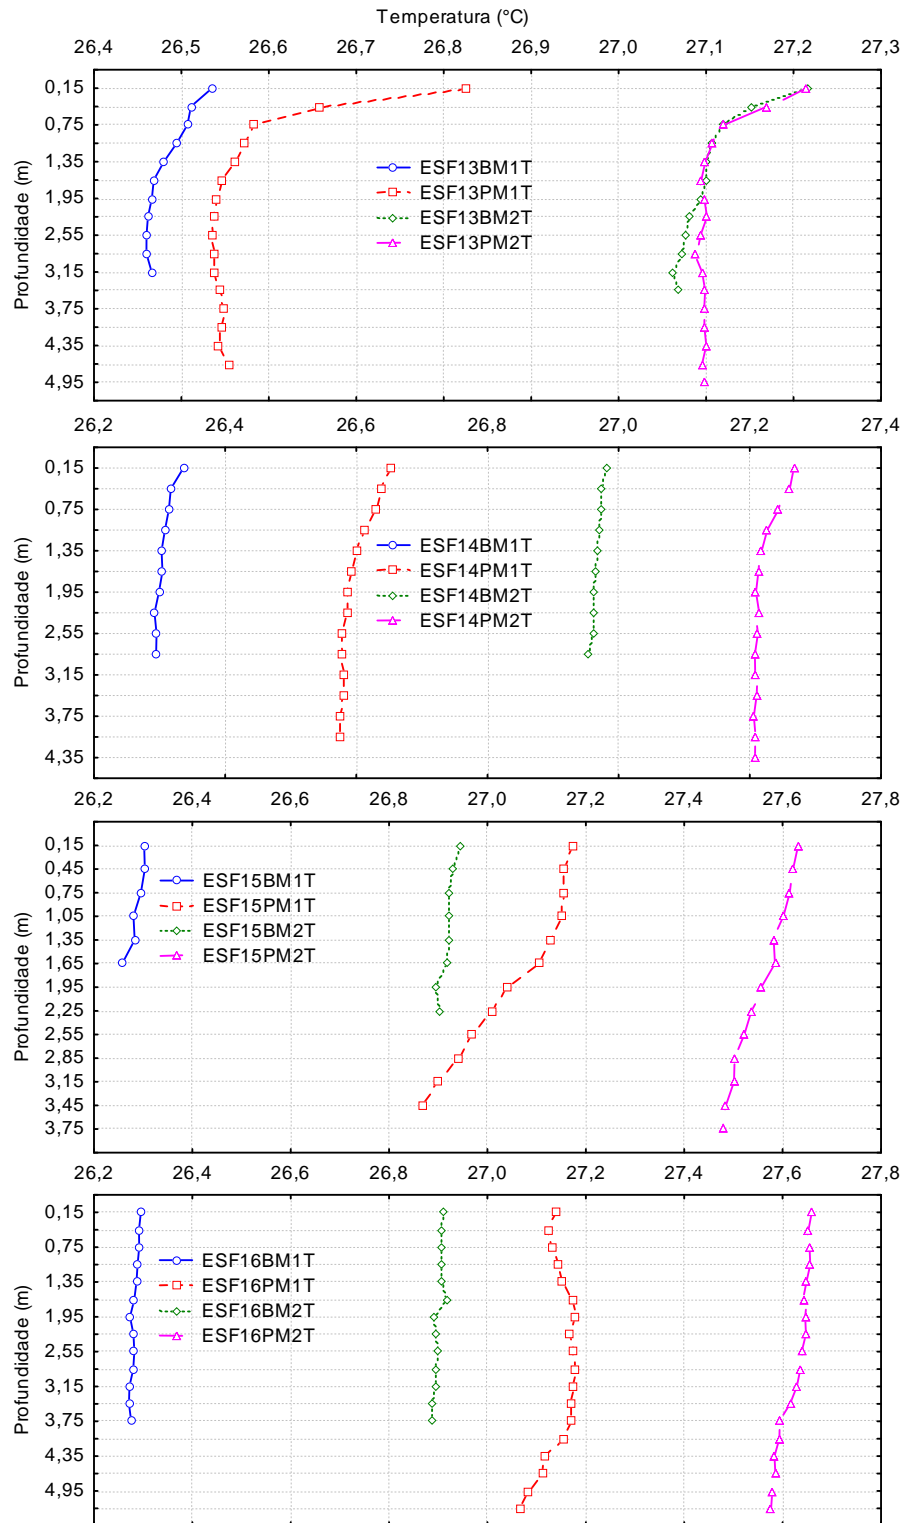 Temperatura (°C)
26,4 26,5 26,6 26,7 26,8 26,9 27,0 27,1 27,2 27,3
Profundidade (m)
0,15
0,75
1,35
1,95
2,55
3,15
3,75
4,35
4,95
ESF13BM1T
ESF13PM1T
ESF13BM2T
ESF13PM2T
26,2 26,4 26,6 26,8 27,0 27,2 27,4
Profundidade (m)
0,15
0,75
1,35
1,95
2,55
3,15
3,75
4,35
ESF14BM1T
ESF14PM1T
ESF14BM2T
ESF14PM2T
26,2 26,4 26,6 26,8 27,0 27,2 27,4 27,6 27,8
Profundidade (m)
0,15
0,45
0,75
1,05
1,35
1,65
1,95
2,25
2,55
2,85
3,15
3,45
3,75
ESF15BM1T
ESF15PM1T
ESF15BM2T
ESF15PM2T
26,2 26,4 26,6 26,8 27,0 27,2 27,4 27,6 27,8
Profundidade (m)
0,15
0,75
1,35
1,95
2,55
3,15
3,75
4,35
4,95
ESF16BM1T
ESF16PM1T
ESF16BM2T
ESF16PM2T